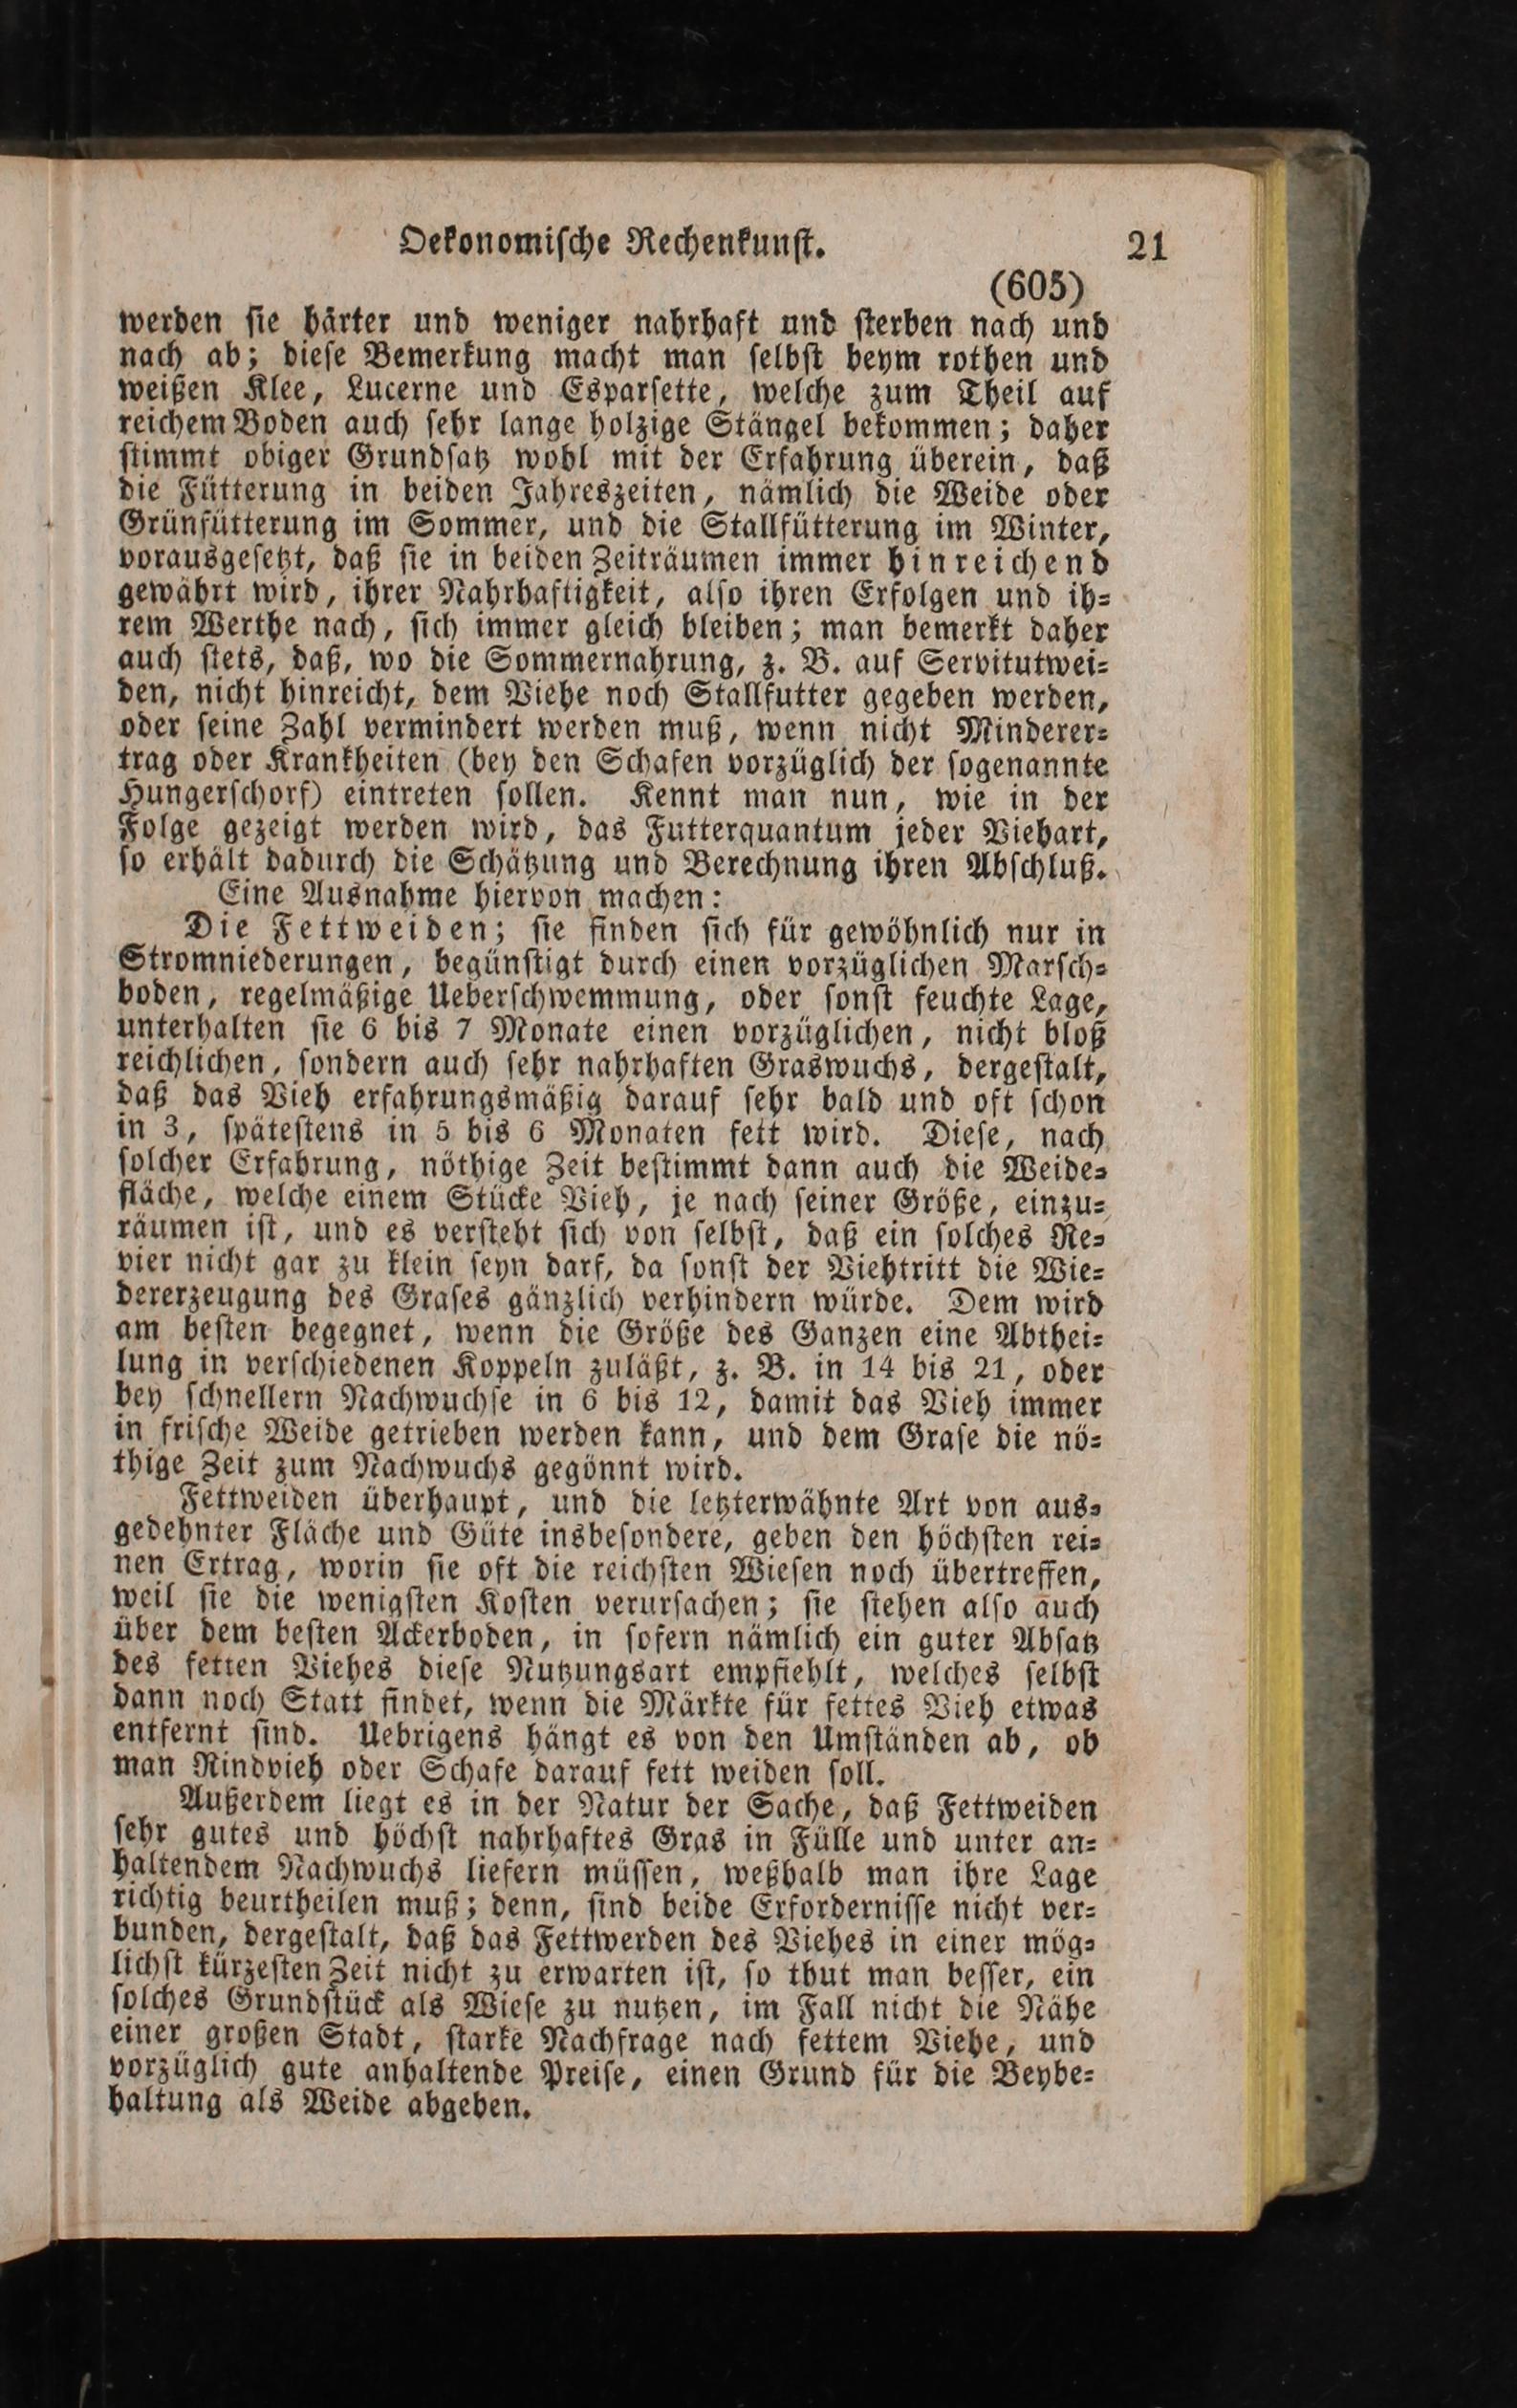 Oekonomiſche Rechenkunſt. 21
(605)
werden ſie härter und weniger nahrhaft und ſterben nach und
nach ab; dieſe Bemerkung macht man ſelbſt beym rothen und
weißen Klee, Lucerne und Esparſette, welche zum Theil auf
reichem Boden auch ſehr lange holzige Stängel bekommen; daher
ſtimmt obiger Grundſatz wohl mit der Erfahrung überein, daß
die Fütterung in beiden Jahreszeiten, nämlich die Weide oder
Grünfütterung im Sommer, und die Stallfütterung im Winter,
vorausgeſetzt, daß ſie in beiden Zeiträumen immer hinreichend
gewährt wird, ihrer Nahrhaftigkeit, alſo ihren Erfolgen und ih⸗
rem Werthe nach, ſich immer gleich bleiben; man bemerkt daher
auch ſtets, daß, wo die Sommernahrung, z. B. auf Servitutwei⸗
den, nicht hinreicht, dem Viehe noch Stallfutter gegeben werden,
oder ſeine Zahl vermindert werden muß, wenn nicht Minderer⸗
trag oder Krankheiten (bey den Schafen vorzüglich der ſogenannte
Hungerſchorf) eintreten ſollen. Kennt man nun, wie in der
Folge gezeigt werden wird, das Futterquantum jeder Viehart,
ſo erhält dadurch die Schätzung und Berechnung ihren Abſchluß.
Eine Ausnahme hiervon machen:
Die Fettweiden; ſie finden ſich für gewöhnlich nur in
Stromniederungen, begünſtigt durch einen vorzüglichen Marſch⸗
boden, regelmäßige Ueberſchwemmung, oder ſonſt feuchte Lage,
unterhalten ſie 6 bis 7 Monate einen vorzüglichen, nicht bloß
reichlichen, ſondern auch ſehr nahrhaften Graswuchs, dergeſtalt,
daß das Vieh erfahrungsmäßig darauf ſehr bald und oft ſchon
in 3, ſpäteſtens in 5 bis 6 Monaten fett wird. Dieſe, nach
ſolcher Erfahrung, nöthige Zeit beſtimmt dann auch die Weide⸗
fläche, welche einem Stücke Vieh, je nach ſeiner Größe, einzu⸗
räumen iſt, und es verſteht ſich von ſelbſt, daß ein ſolches Re⸗
vier nicht gar zu klein ſeyn darf, da ſonſt der Viehtritt die Wie⸗
dererzeugung des Graſes gänzlich verhindern würde. Dem wird
am beſten begegnet, wenn die Größe des Ganzen eine Abthei⸗
lung in verſchiedenen Koppeln zuläßt, z. B. in 14 bis 21, oder
bey ſchnellern Nachwuchſe in 6 bis 12, damit das Vieh immer
in friſche Weide getrieben werden kann, und dem Graſe die nö⸗
thige Zeit zum Nachwuchs gegönnt wird.
Fettweiden überhaupt, und die letzterwähnte Art von aus⸗
gedehnter Fläche und Güte insbeſondere, geben den höchſten rei⸗
nen Ertrag, worin ſie oft die reichſten Wieſen noch übertreffen,
weil ſie die wenigſten Koſten verurſachen; ſie ſtehen alſo auch
über dem beſten Ackerboden, in ſofern nämlich ein guter Abſatz
des fetten Viehes dieſe Nutzungsart empfiehlt, welches ſelbſt
dann noch Statt findet, wenn die Märkte für fettes Vieh etwas
entfernt ſind. Uebrigens hängt es von den Umſtänden ab, ob
man Rindvieh oder Schafe darauf fett weiden ſoll.
Außerdem liegt es in der Natur der Sache, daß Fettweiden
ſehr gutes und höchſt nahrhaftes Gras in Fülle und unter an⸗
haltendem Nachwuchs liefern müſſen, weßhalb man ihre Lage
richtig beurtheilen muß; denn, ſind beide Erforderniſſe nicht ver⸗
bunden, dergeſtalt, daß das Fettwerden des Viehes in einer mög⸗
lichſt kürzeſten Zeit nicht zu erwarten iſt, ſo thut man beſſer, ein
ſolches Grundſtück als Wieſe zu nutzen, im Fall nicht die Nähe
einer großen Stadt, ſtarke Nachfrage nach fettem Viehe, und
vorzüglich gute anhaltende Preiſe, einen Grund für die Beybe⸗
haltung als Weide abgeben.